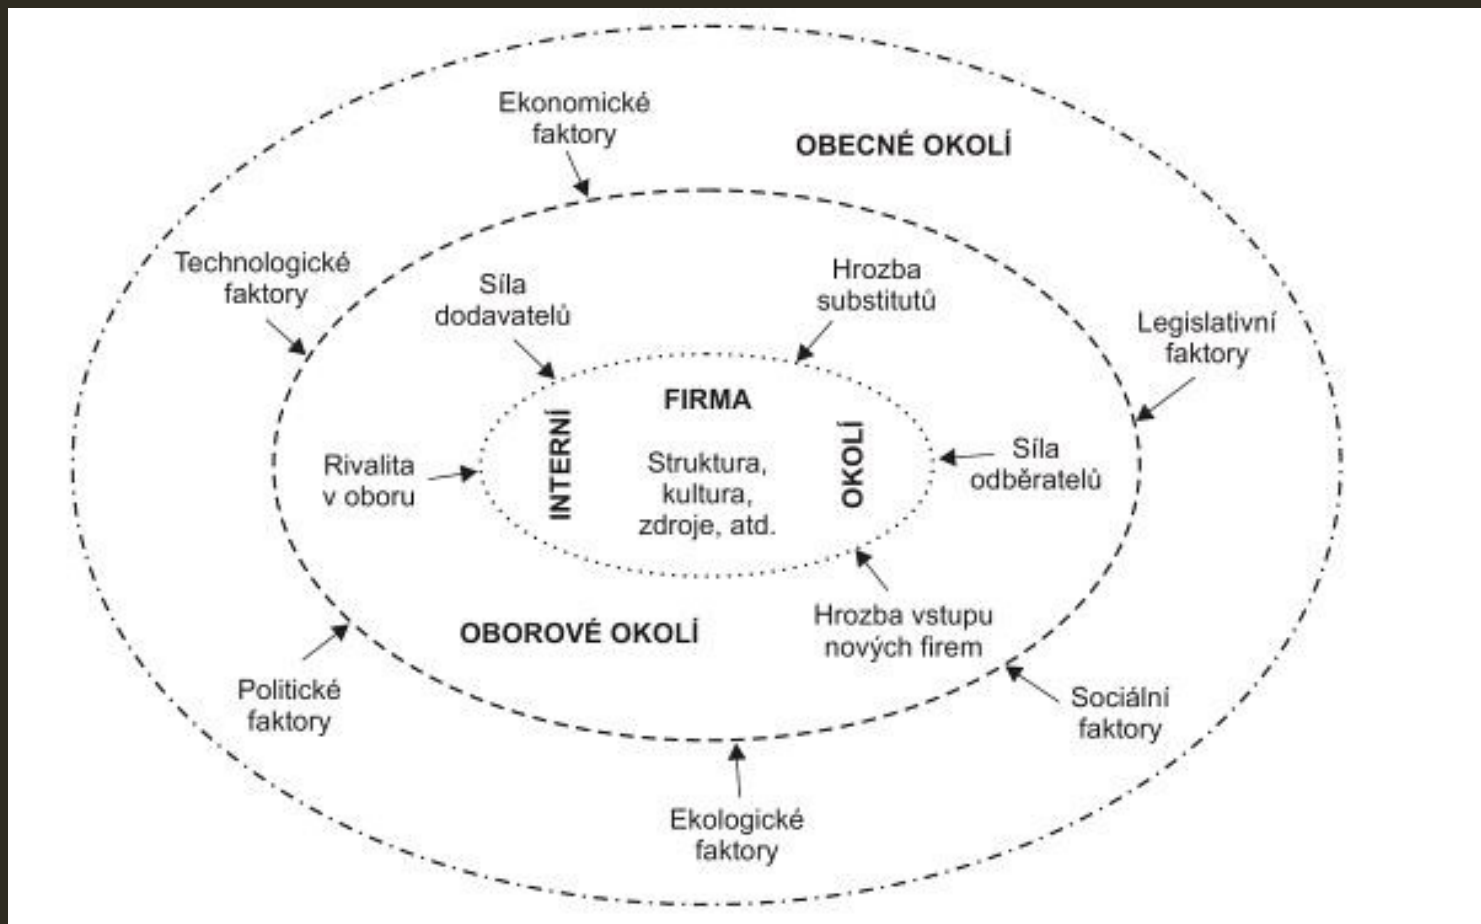 Ekonomické
faktory
OBECNÉ OKOLÍ
Technologické
faktory
Síla
dodavatelů
Hrozba
substitutů
Legislativní
faktory
FIRMA
INTERNÍ
OKOLÍ
Struktura,
kultura,
zdroje, atd.
Rivalita
v oboru
Síla
odběratelů
OBOROVÉ OKOLÍ
Hrozba vstupu
nových firem
Politické
faktory
Sociální
faktory
Ekologické
faktory